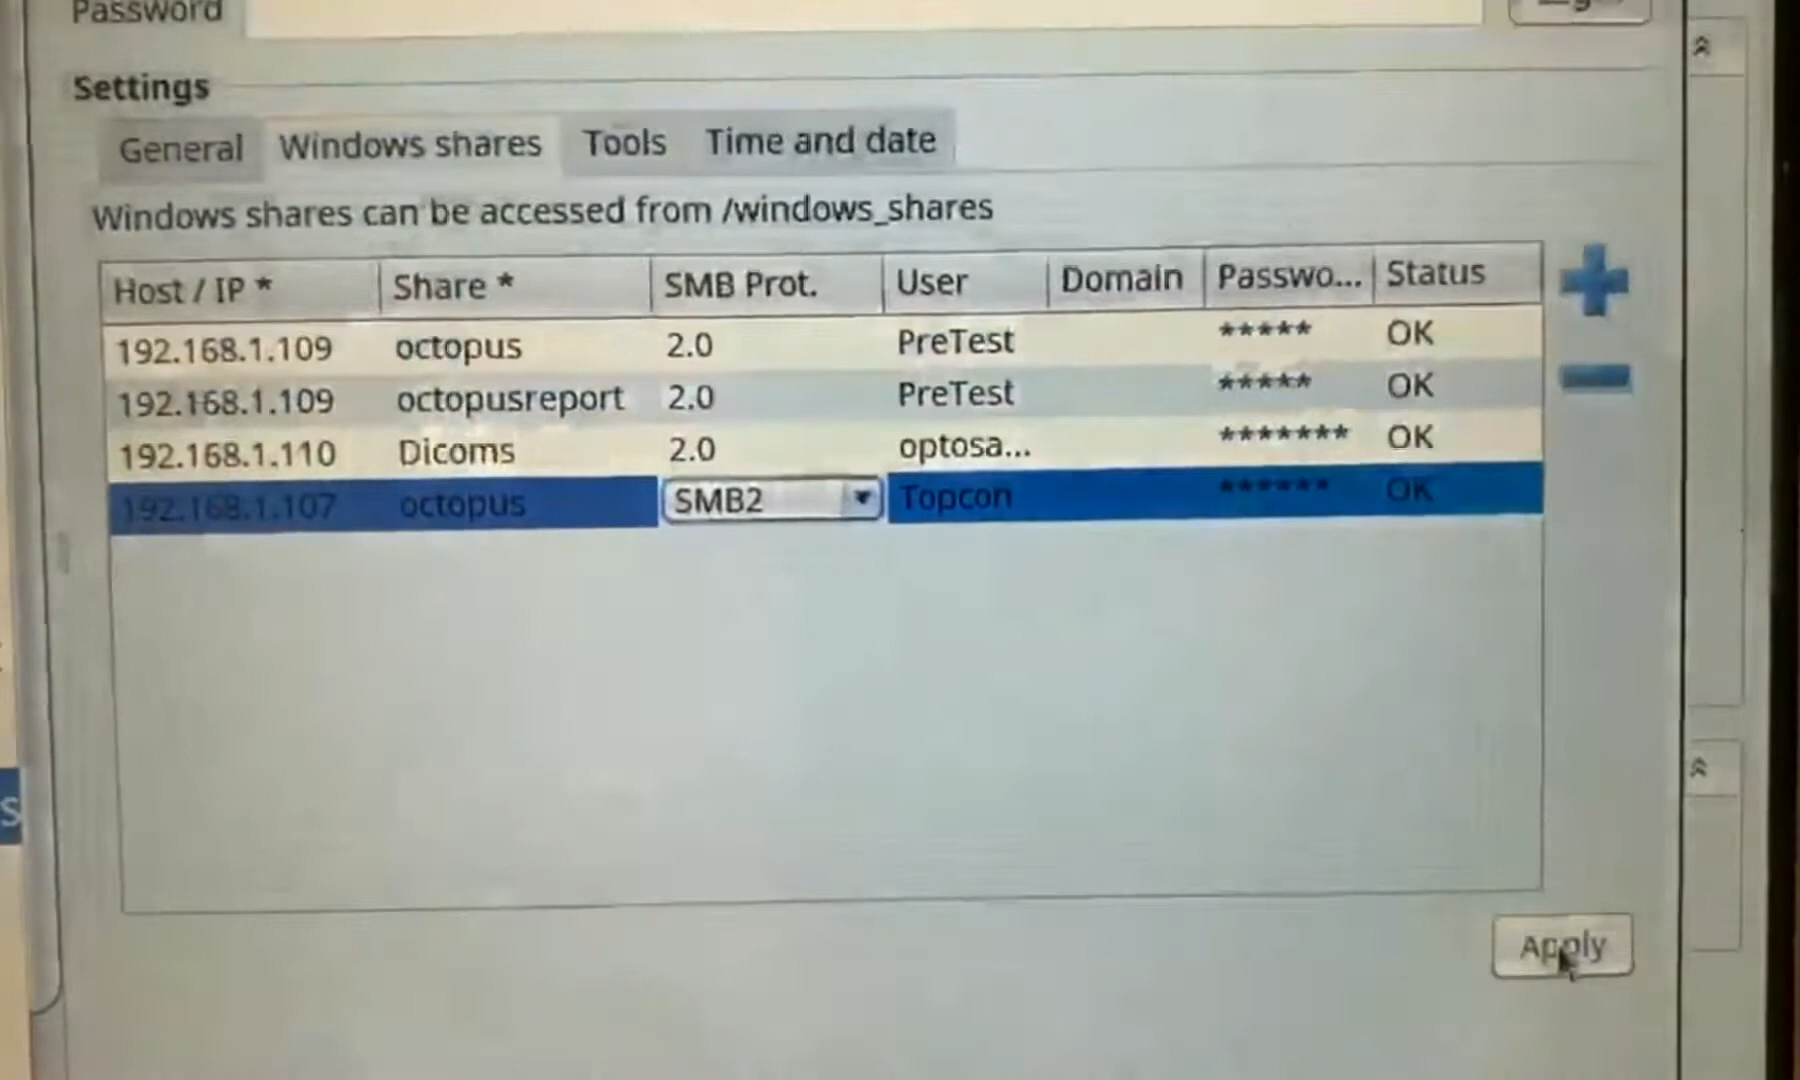 Password
Settings
General Windows shares Tools Time and date
Windows shares can be accessed from /windows_shares
Host / IP * Share * SMB Prot. User Domain Passwo... Status
192.168.1.109 octopus 2.0 PreTest ***** OK
192.168.1.109 octopusreport 2.0 PreTest ***** OK
192.168.1.110 Dicoms 2.0 optosa... ******* OK
192.168.1.107 octopus SMB2 Topcon ****** OK
Apply